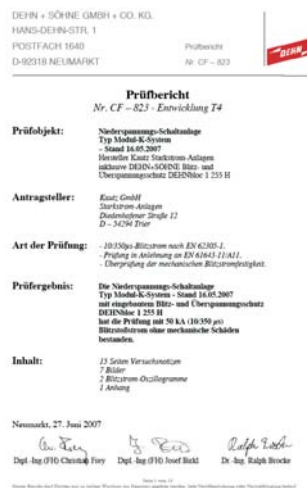 DEHN + SÖHNE GMBH + CO. KG.
HANS-DEHN-STR. 1
POSTFACH 1640
D-92318 NEUMARKT
Prüfbericht
Nr. CF – 823
DEHN
Prüfbericht
Nr. CF – 823 - Entwicklung T4
Prüfobjekt:
Niederspannungs-Schaltanlage
Typ Modul-K-System
– Stand 16.05.2007
Hersteller Kautz Starkstrom-Anlagen
inklusive DEHN+SÖHNE Blitz- und
Überspannungsschutz DEHNbloc 1 255 H
Antragsteller:
Kautz GmbH
Starkstrom-Anlagen
Diedenhofener Straße 12
D – 54294 Trier
Art der Prüfung:
- 10/350µs-Blitzstrom nach EN 62305-1.
- Prüfung in Anlehnung an EN 61643-11/A11.
- Überprüfung der mechanischen Blitzstromfestigkeit.
Prüfergebnis:
Die Niederspannungs-Schaltanlage
Typ Modul-K-System - Stand 16.05.2007
mit eingebautem Blitz- und Überspannungsschutz
DEHNbloc 1 255 H
hat die Prüfung mit 50 kA (10/350 µs)
Blitzstoßstrom ohne mechanische Schäden
bestanden.
Inhalt:
15 Seiten Versuchsnotizen
7 Bilder
2 Blitzstrom-Oszillogramme
1 Anhang
Neumarkt, 27. Juni 2007
Dipl.-Ing.(FH) Christian Frey
Dipl.-Ing.(FH) Josef Birkl
Dr.-Ing. Ralph Brocke